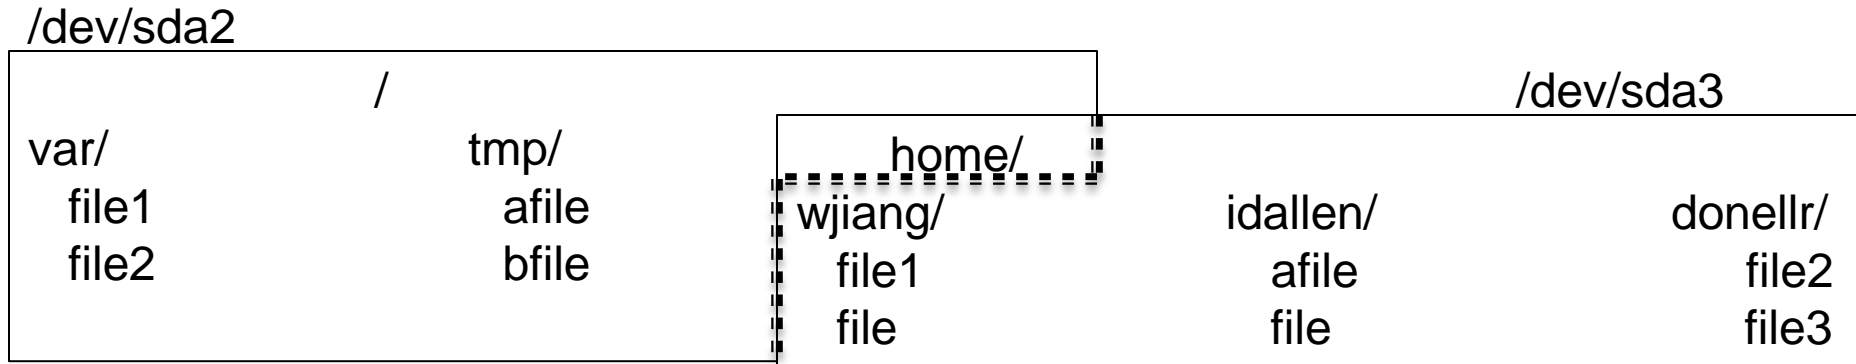 /dev/sda2
/ /dev/sda3
var/ tmp/ home/
file1 afile wjiang/ idallen/ donellr/
file2 bfile file1 afile file2
file file file3